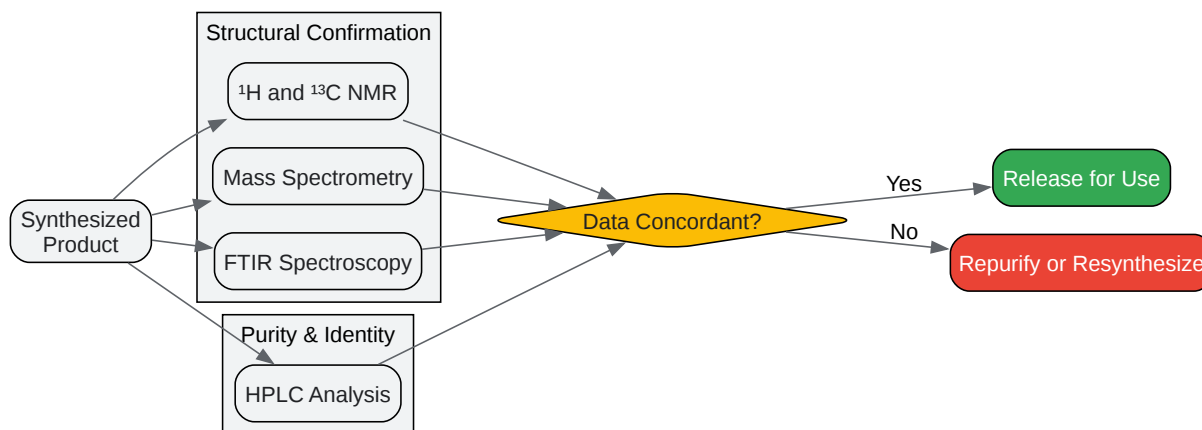 Structural Confirmation
¹H and ¹³C NMR
Mass Spectrometry
FTIR Spectroscopy
Synthesized
Product
Purity & Identity
HPLC Analysis
Data Concordant?
Yes
No
Release for Use
Repurify or Resynthesize